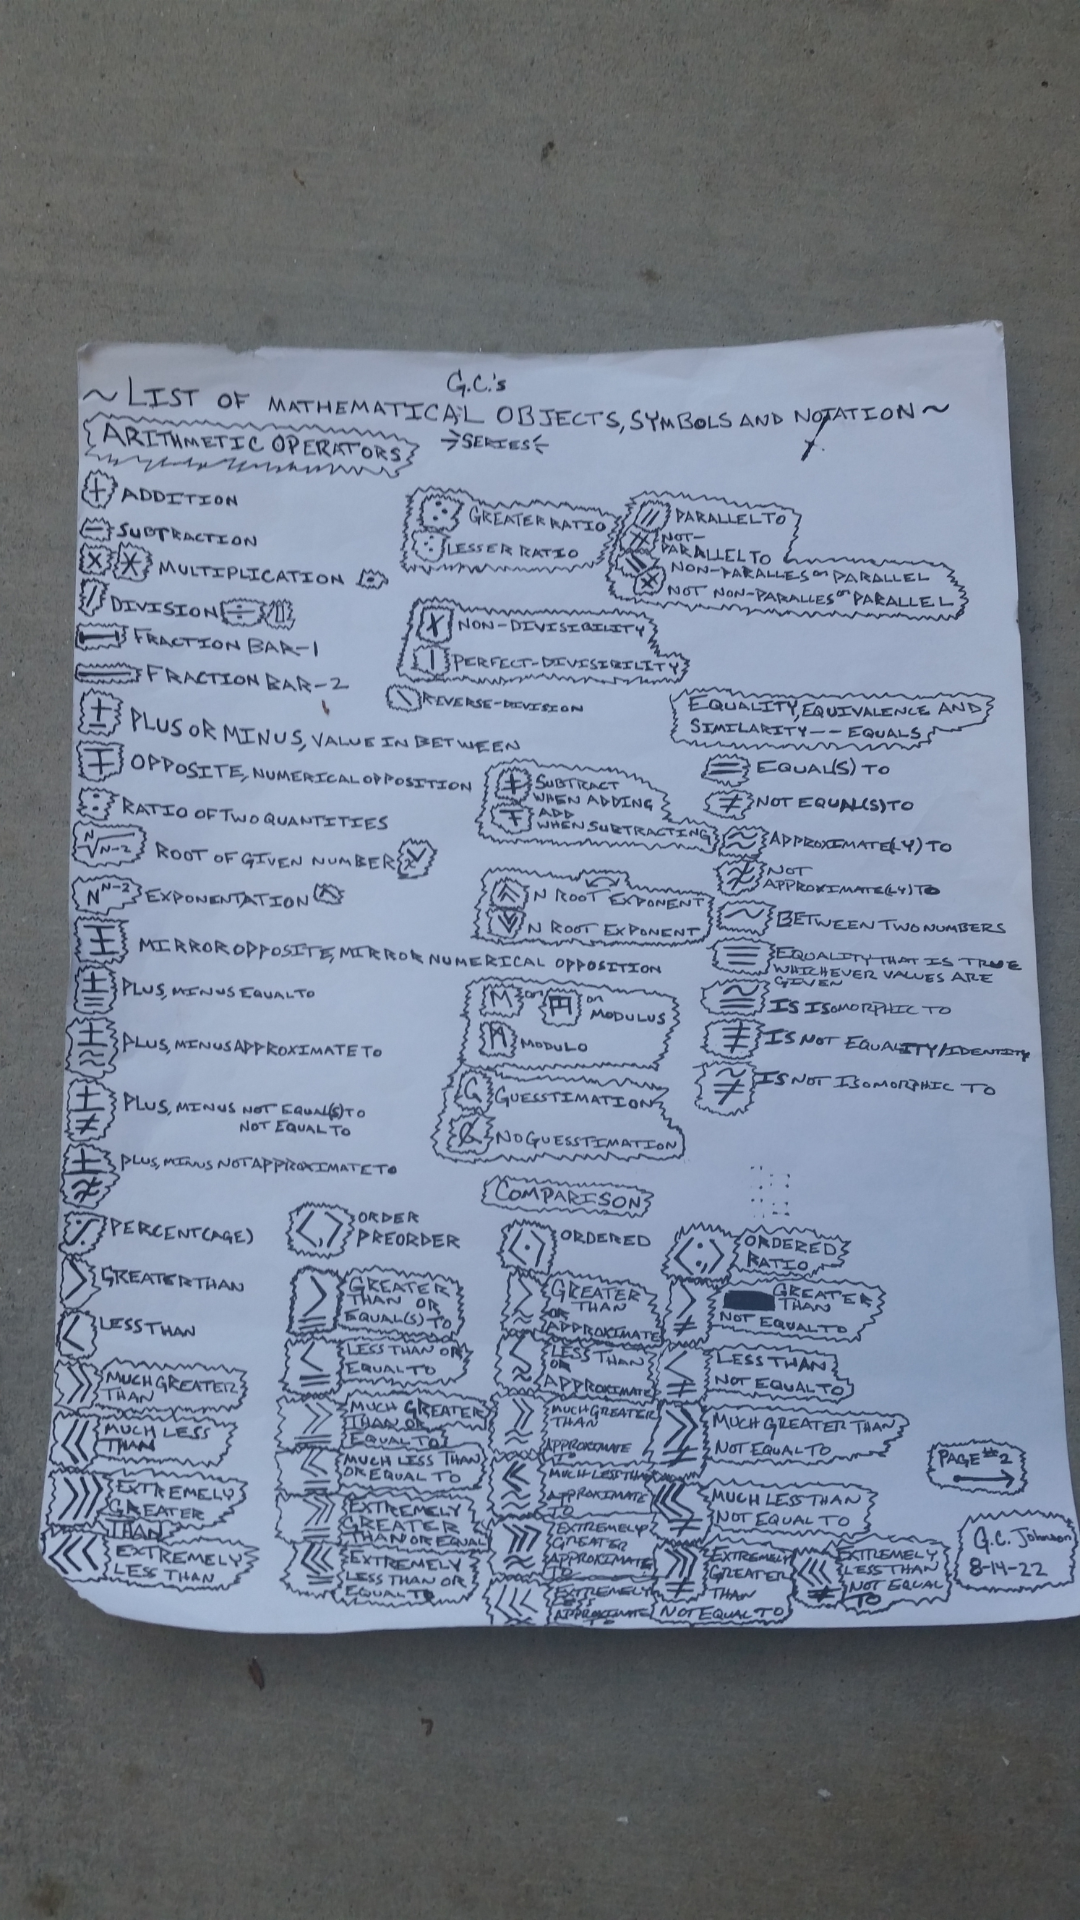 G.C.'s
~ LIST OF MATHEMATICAL OBJECTS, SYMBOLS AND NOTATION ~
ARITHMETIC OPERATORS
SERIES
+ ADDITION
− SUBTRACTION
× * MULTIPLICATION ·
/ DIVISION ÷
FRACTION BAR-1
FRACTION BAR-2
± PLUS OR MINUS, VALUE IN BETWEEN
∓ OPPOSITE, NUMERICAL OPPOSITION
: RATIO OF TWO QUANTITIES
ROOT OF GIVEN NUMBER
N^N-2 EXPONENTATION
MIRROR OPPOSITE, MIRROR NUMERICAL OPPOSITION
PLUS, MINUS EQUAL TO
PLUS, MINUS APPROXIMATE TO
PLUS, MINUS NOT EQUAL(S) TO
NOT EQUAL TO
PLUS, MINUS NOT APPROXIMATE TO
GREATER RATIO
LESSER RATIO
NON-DIVISIBILITY
PERFECT-DIVISIBILITY
\ REVERSE-DIVISION
SUBTRACT
WHEN ADDING
ADD
WHEN SUBTRACTING
N ROOT EXPONENT
N ROOT EXPONENT
M or or MODULUS
MODULO
G GUESSTIMATION
NO GUESSTIMATION
// PARALLEL TO
NOT-
PARALLEL TO
NON-PARALLES or PARALLEL
NOT NON-PARALLES or PARALLEL
EQUALITY, EQUIVALENCE AND
SIMILARITY -- EQUALS
= EQUAL(S) TO
≠ NOT EQUAL(S) TO
≈ APPROXIMATE(LY) TO
≉ NOT
APPROXIMATE(LY) TO
~ BETWEEN TWO NUMBERS
≡ EQUALITY THAT IS TRUE
WHICHEVER VALUES ARE
GIVEN
IS ISOMORPHIC TO
≢ IS NOT EQUALITY/IDENTITY
IS NOT ISOMORPHIC TO
COMPARISON
PERCENT(AGE)
> GREATER THAN
< LESS THAN
≫ MUCH GREATER
THAN
≪ MUCH LESS
THAN
⋙ EXTREMELY
GREATER
THAN
⋘ EXTREMELY
LESS THAN
<,> ORDER
PREORDER
GREATER
THAN OR
EQUAL(S) TO
LESS THAN OR
EQUAL TO
MUCH GREATER
THAN OR
EQUAL TO
MUCH LESS THAN
OR EQUAL TO
EXTREMELY
GREATER
THAN OR EQUAL
EXTREMELY
LESS THAN OR
EQUAL TO
<·> ORDERED
GREATER
THAN
OR
APPROXIMATE
LESS THAN
OR
APPROXIMATE
MUCH GREATER
THAN
APPROXIMATE
TO
MUCH LESS THAN
APPROXIMATE
TO
EXTREMELY
GREATER
APPROXIMATE
TO
EXTREMELY
APPROXIMATE
TO
ORDERED
RATIO
GREATER
THAN
NOT EQUAL TO
LESS THAN
NOT EQUAL TO
MUCH GREATER THAN
NOT EQUAL TO
MUCH LESS THAN
NOT EQUAL TO
EXTREMELY
GREATER
THAN
NOT EQUAL TO
EXTREMELY
LESS THAN
NOT EQUAL
TO
PAGE #2
G.C. Johnson
8-14-22